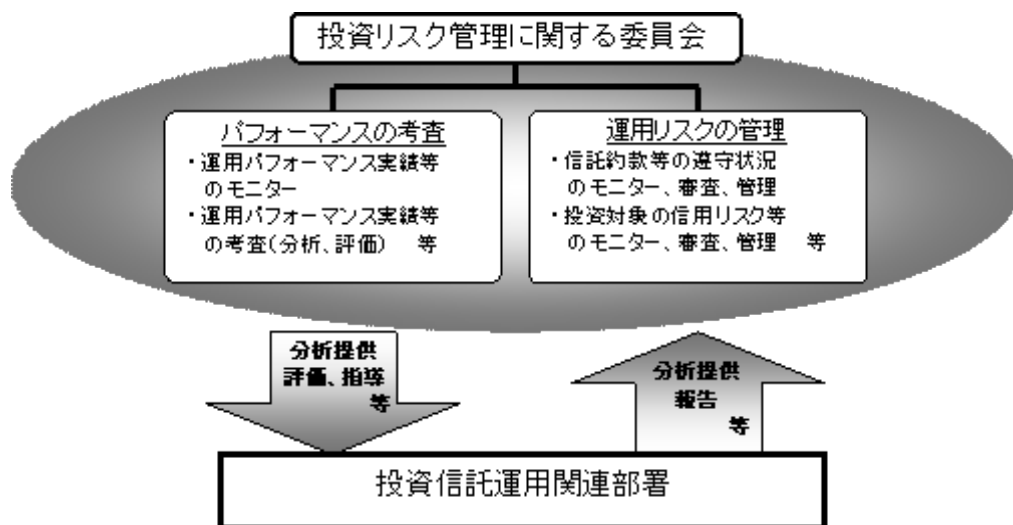 投資リスク管理に関する委員会
パフォーマンスの考査
・運用パフォーマンス実績等
のモニター
・運用パフォーマンス実績等
の考査(分析、評価) 等
運用リスクの管理
・信託約款等の遵守状況
のモニター、審査、管理
・投資対象の信用リスク等
のモニター、審査、管理 等
分析提供
評価、指導
等
分析提供
報告
等
投資信託運用関連部署